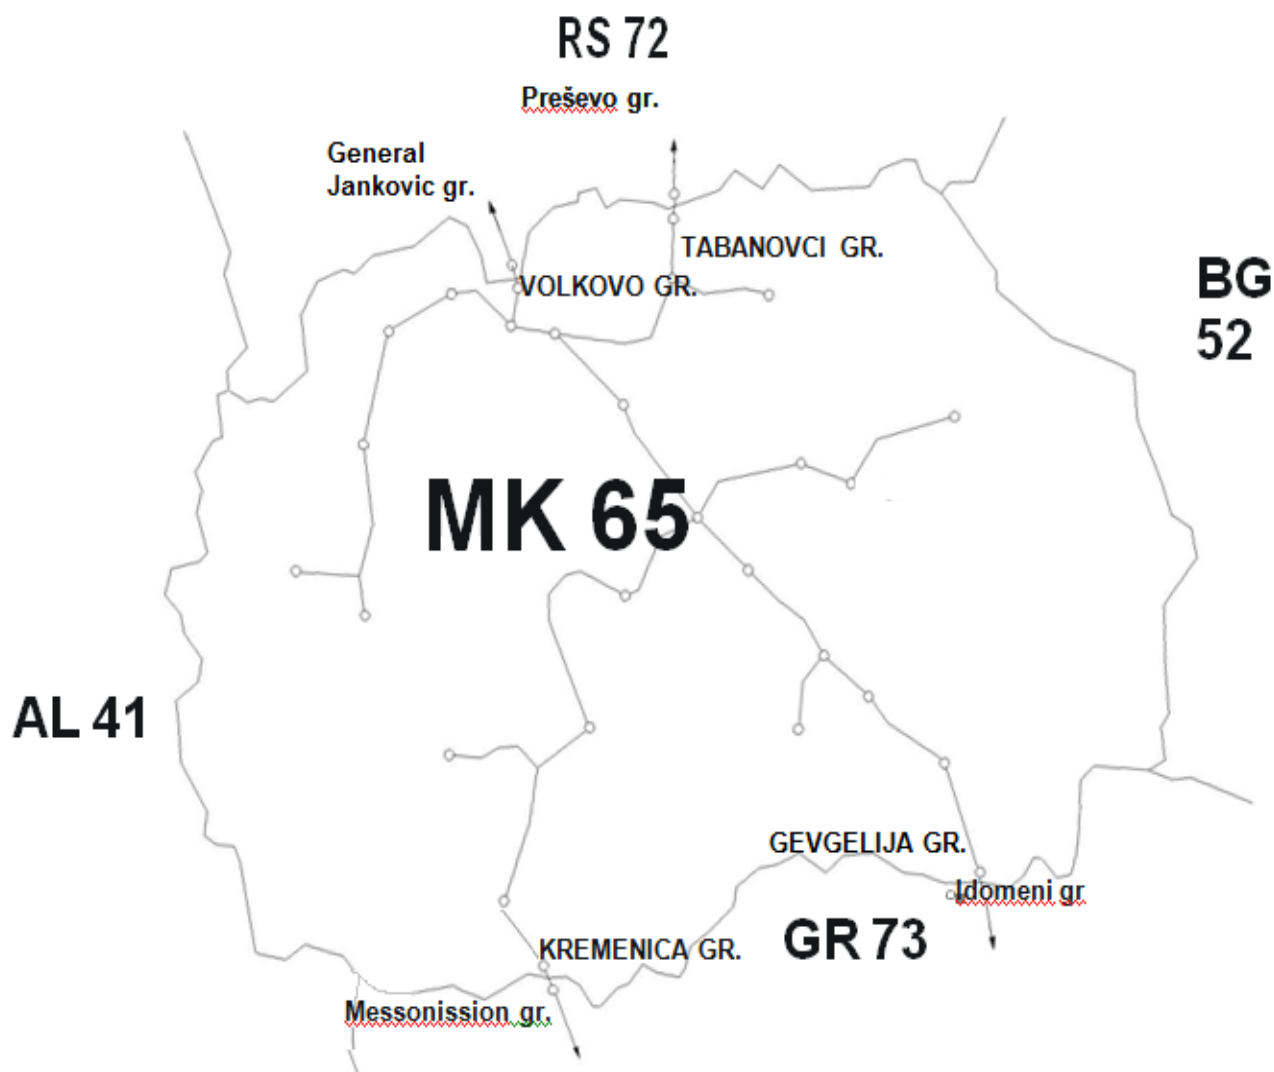 RS 72
Preševo gr.
General
Jankovic gr.
TABANOVCI GR.
VOLKOVO GR.
BG
52
MK 65
AL 41
GEVGELIJA GR.
Idomeni gr
GR 73
KREMENICA GR.
Messonission gr.